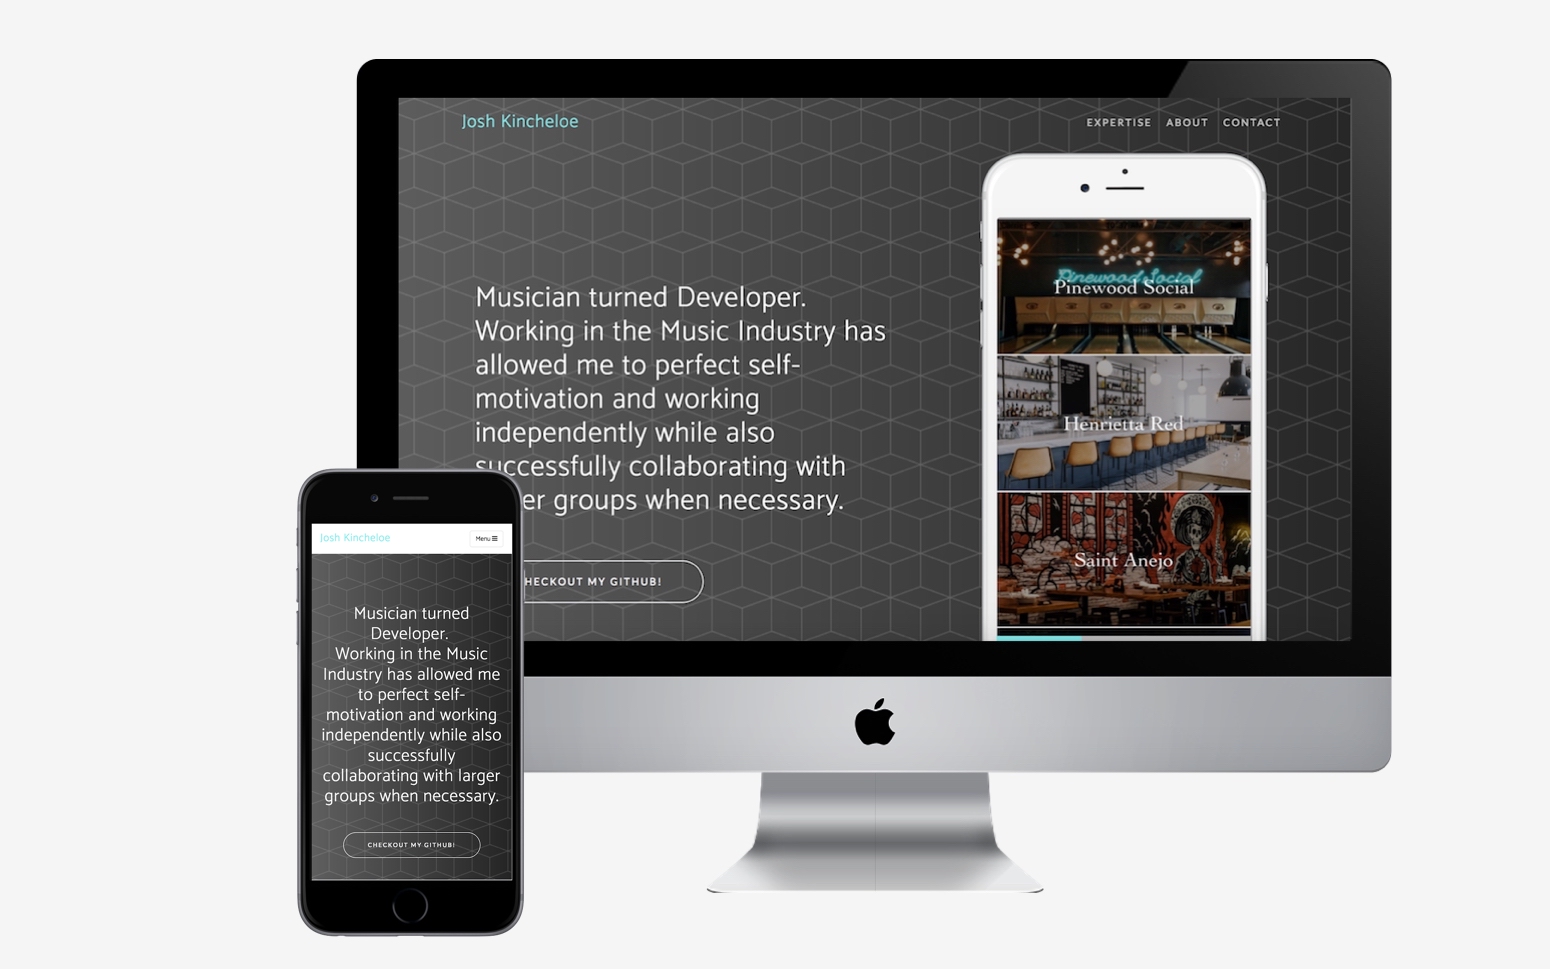 Josh Kincheloe
EXPERTISE ABOUT CONTACT
Musician turned Developer.
Working in the Music Industry has
allowed me to perfect self-
motivation and working
independently while also
successfully collaborating with
er groups when necessary.
HECKOUT MY GITHUB!
Pinewood Social
Pinewood Social
Henrietta Red
Saint Anejo
Josh Kincheloe
Menu
Musician turned
Developer.
Working in the Music
Industry has allowed me
to perfect self-
motivation and working
independently while also
successfully
collaborating with larger
groups when necessary.
CHECKOUT MY GITHUB!